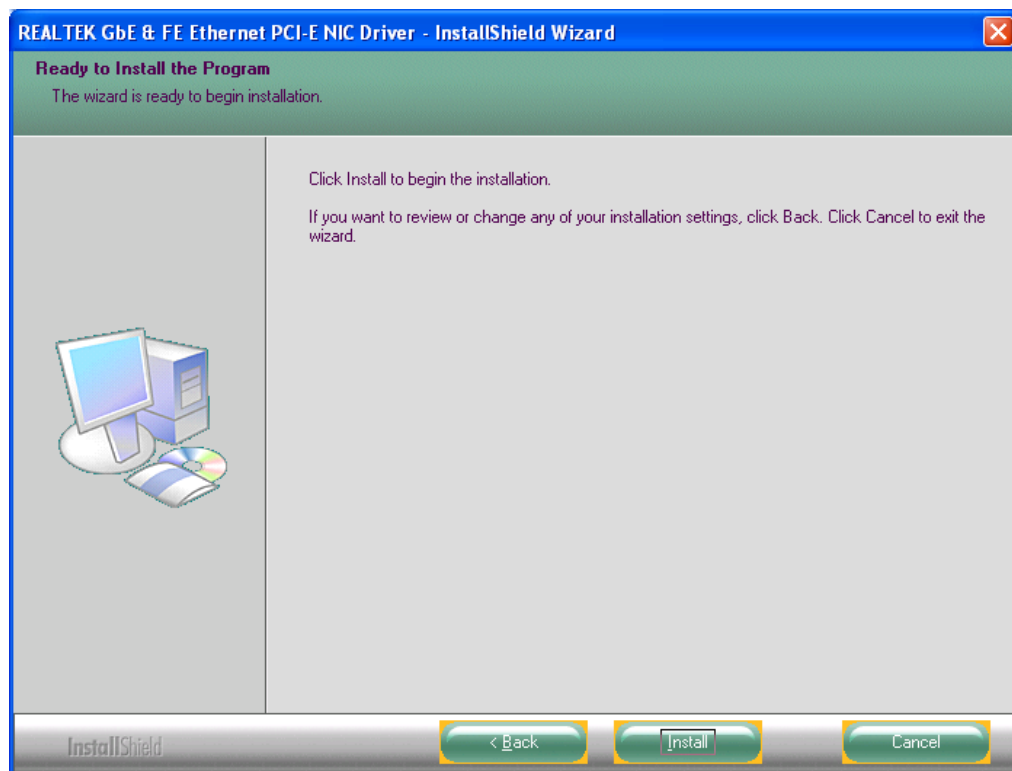 REALTEK GbE & FE Ethernet PCI-E NIC Driver - InstallShield Wizard
Ready to Install the Program
The wizard is ready to begin installation.
Click Install to begin the installation.
If you want to review or change any of your installation settings, click Back. Click Cancel to exit the
wizard.
InstallShield
< Back
Install
Cancel